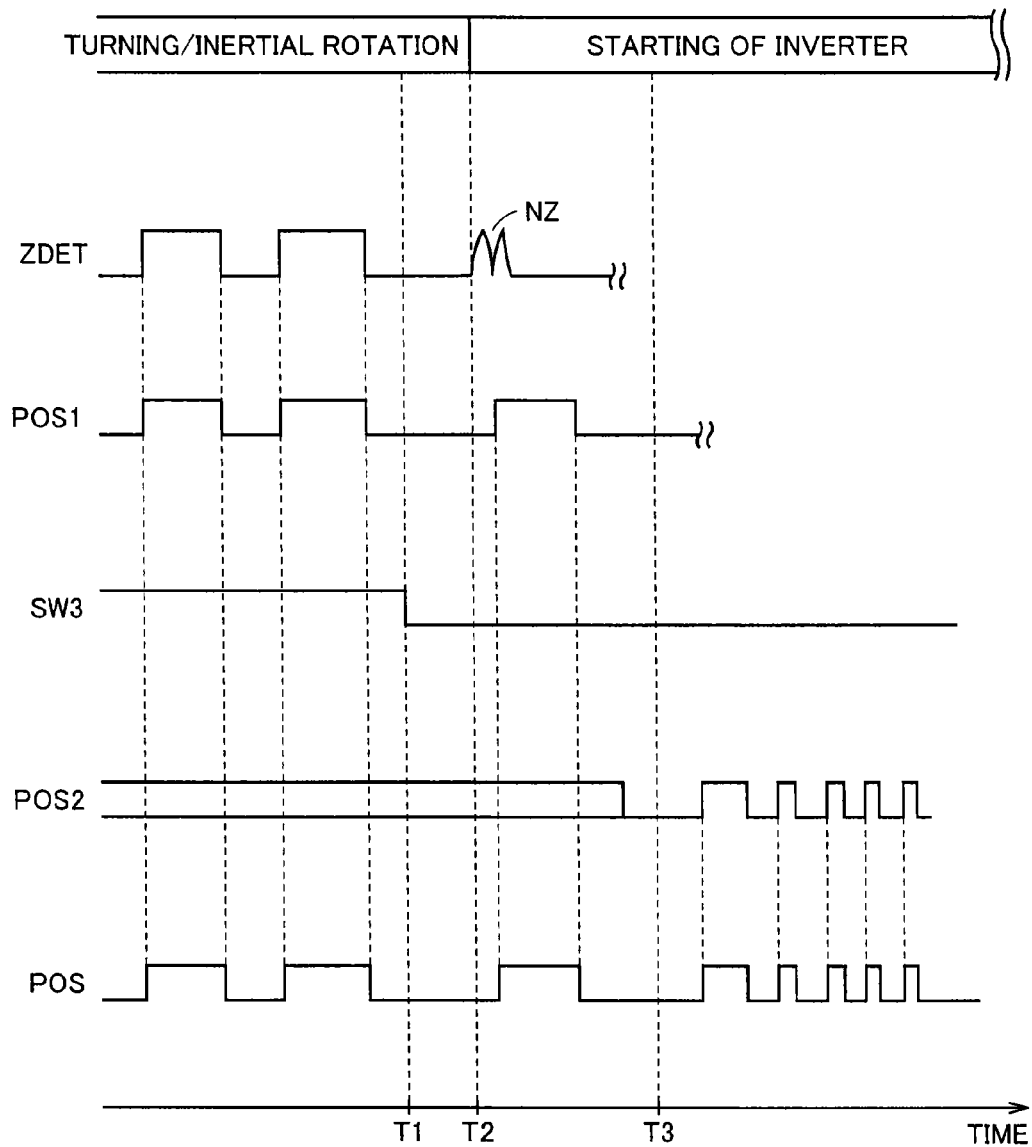 TURNING/INERTIAL ROTATION STARTING OF INVERTER
NZ
ZDET
POS1
SW3
POS2
POS
T1 T2 T3 TIME